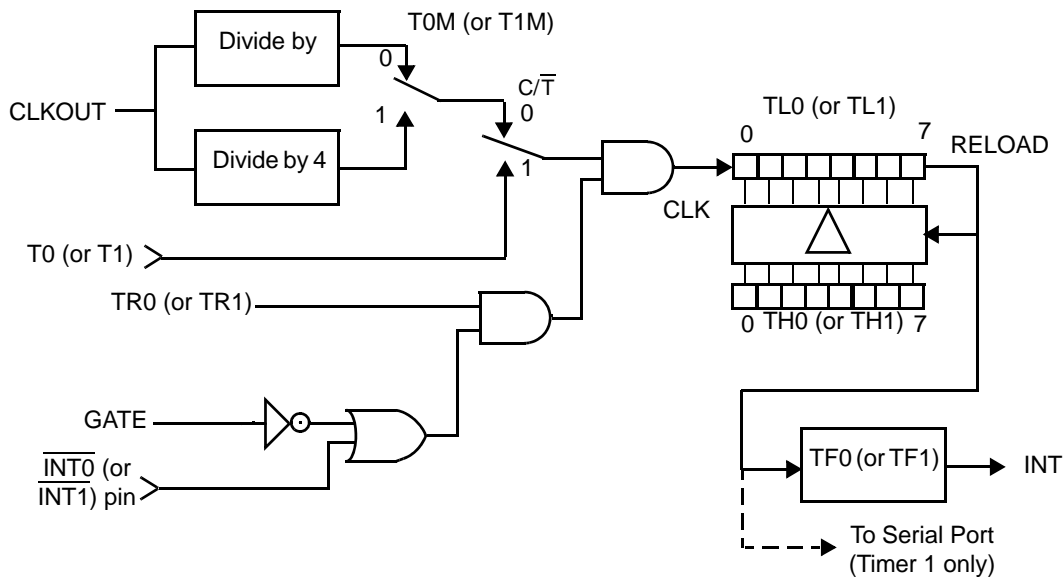 T0M (or T1M)
Divide by
0
CLKOUT
1
Divide by 4
C/T̅
0
1
TL0 (or TL1)
0 7
RELOAD
CLK
T0 (or T1)
TR0 (or TR1)
0 TH0 (or TH1) 7
GATE
I̅N̅T̅0̅ (or
I̅N̅T̅1̅) pin
TF0 (or TF1)
INT
To Serial Port
(Timer 1 only)